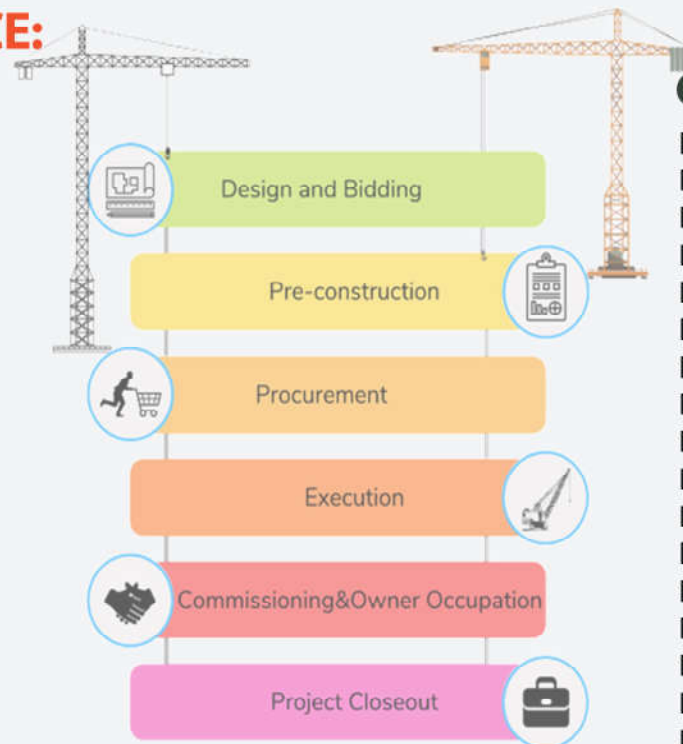 Design and Bidding
Pre-construction
Procurement
Execution
Commissioning&Owner Occupation
Project Closeout